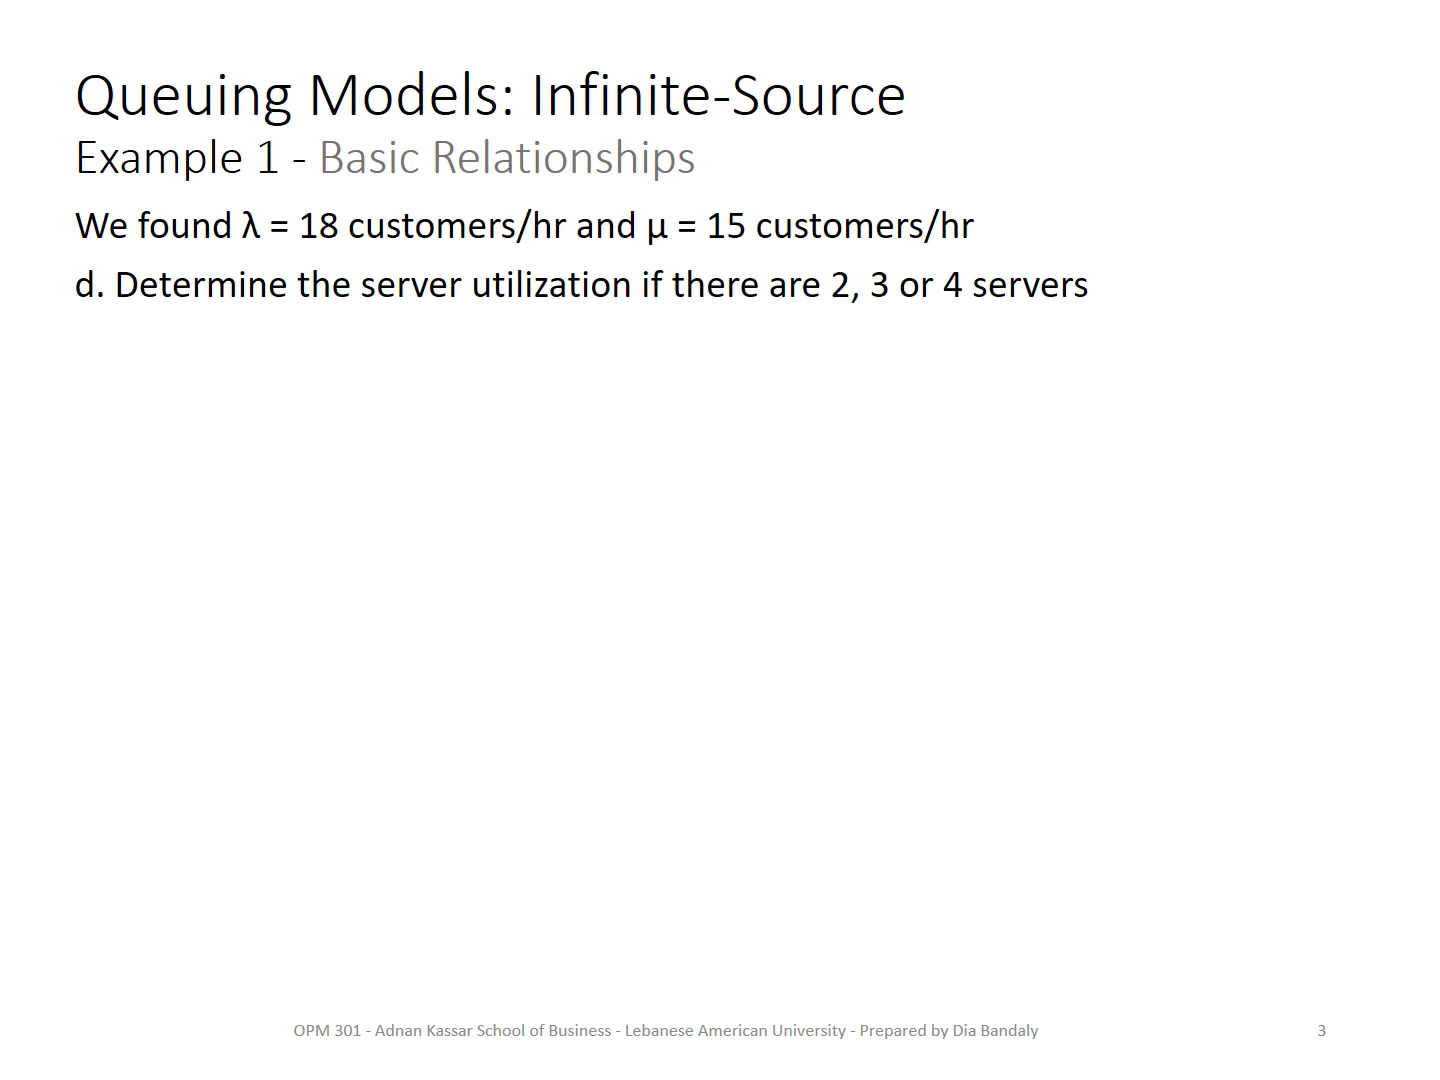 Queuing Models: Infinite-Source
Example 1 - Basic Relationships
We found λ = 18 customers/hr and μ = 15 customers/hr
d. Determine the server utilization if there are 2, 3 or 4 servers
OPM 301 - Adnan Kassar School of Business - Lebanese American University - Prepared by Dia Bandaly
3